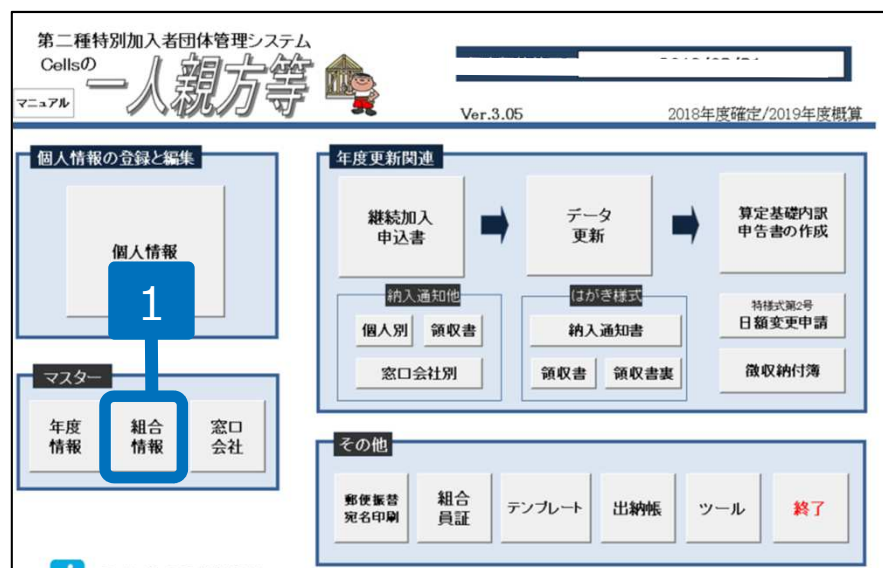 第二種特別加入者団体管理システム
Cellsの
一人親方等
マニュアル
Ver.3.05
2018年度確定/2019年度概算
個人情報の登録と編集
個人情報
1
マスター
年度
情報
組合
情報
窓口
会社
年度更新関連
継続加入
申込書
データ
更新
算定基礎内訳
申告書の作成
納入通知他
個人別
領収書
窓口会社別
はがき様式
納入通知書
領収書
領収書裏
特様式第2号
日額変更申請
徴収納付簿
その他
郵便振替
宛名印刷
組合
員証
テンプレート
出納帳
ツール
終了